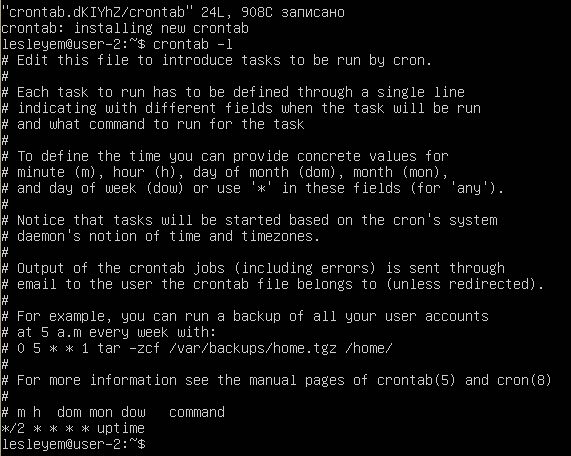 "crontab.dKIYhZ/crontab" 24L, 908C записано
crontab: installing new crontab
lesleyem@user-2:~$ crontab -l
# Edit this file to introduce tasks to be run by cron.
#
# Each task to run has to be defined through a single line
# indicating with different fields when the task will be run
# and what command to run for the task
#
# To define the time you can provide concrete values for
# minute (m), hour (h), day of month (dom), month (mon),
# and day of week (dow) or use '*' in these fields (for 'any').
#
# Notice that tasks will be started based on the cron's system
# daemon's notion of time and timezones.
#
# Output of the crontab jobs (including errors) is sent through
# email to the user the crontab file belongs to (unless redirected).
#
# For example, you can run a backup of all your user accounts
# at 5 a.m every week with:
# 0 5 * * 1 tar -zcf /var/backups/home.tgz /home/
#
# For more information see the manual pages of crontab(5) and cron(8)
#
# m h  dom mon dow   command
*/2 * * * * uptime
lesleyem@user-2:~$